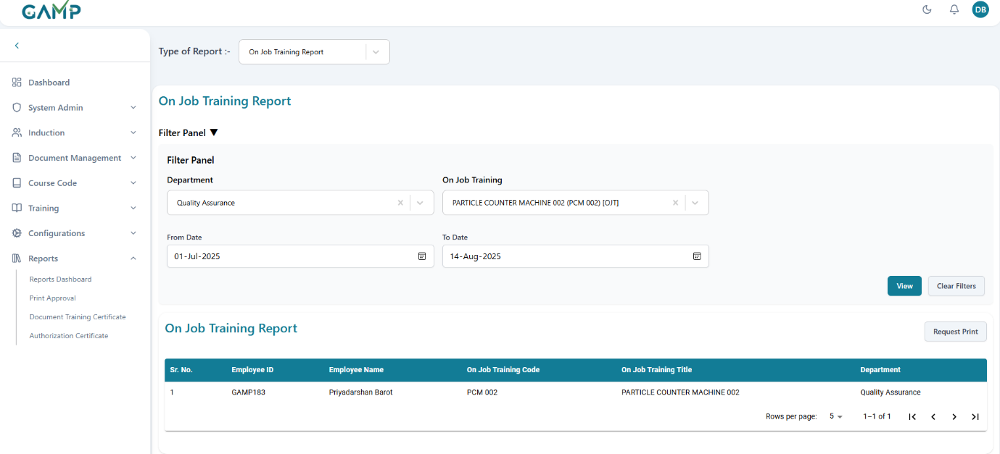 GAMP
DB
Type of Report :-
On Job Training Report
Dashboard
System Admin
Induction
Document Management
Course Code
Training
Configurations
Reports
Reports Dashboard
Print Approval
Document Training Certificate
Authorization Certificate
On Job Training Report
Filter Panel ▼
Filter Panel
Department
On Job Training
Quality Assurance
PARTICLE COUNTER MACHINE 002 (PCM 002) [OJT]
From Date
To Date
01-Jul-2025
14-Aug-2025
View
Clear Filters
On Job Training Report
Request Print
Sr. No. Employee ID Employee Name On Job Training Code On Job Training Title Department
1 GAMP183 Priyadarshan Barot PCM 002 PARTICLE COUNTER MACHINE 002 Quality Assurance
Rows per page: 5 1–1 of 1